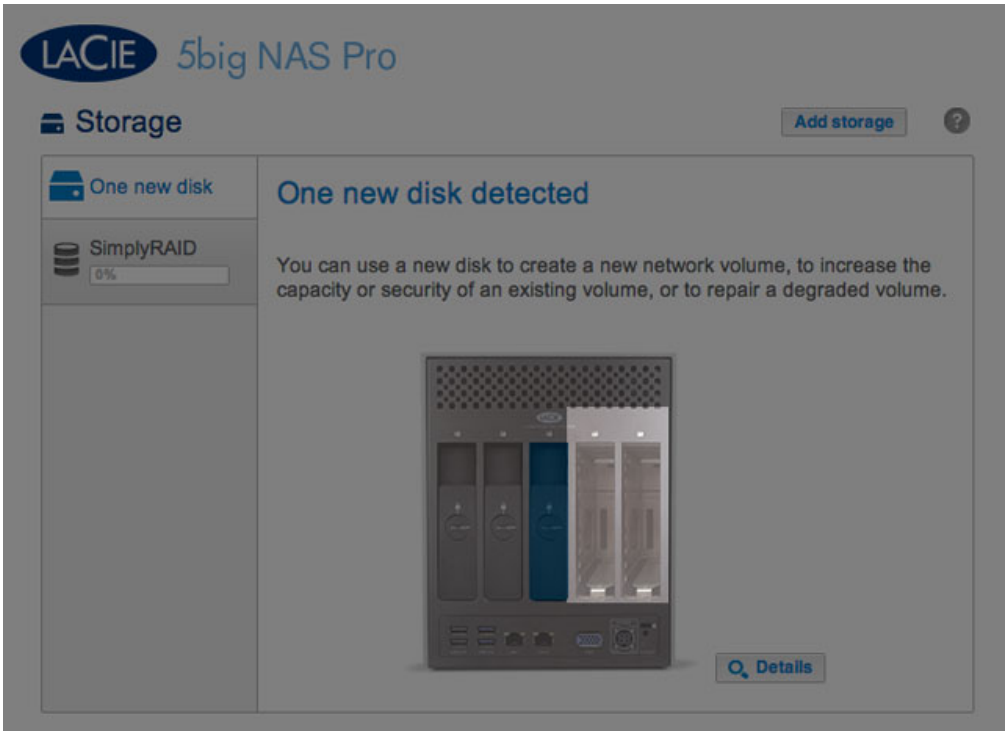 LACIE 5big NAS Pro
Storage
Add storage
?
One new disk
SimplyRAID
0%
One new disk detected
You can use a new disk to create a new network volume, to increase the
capacity or security of an existing volume, or to repair a degraded volume.
LACIE
Details